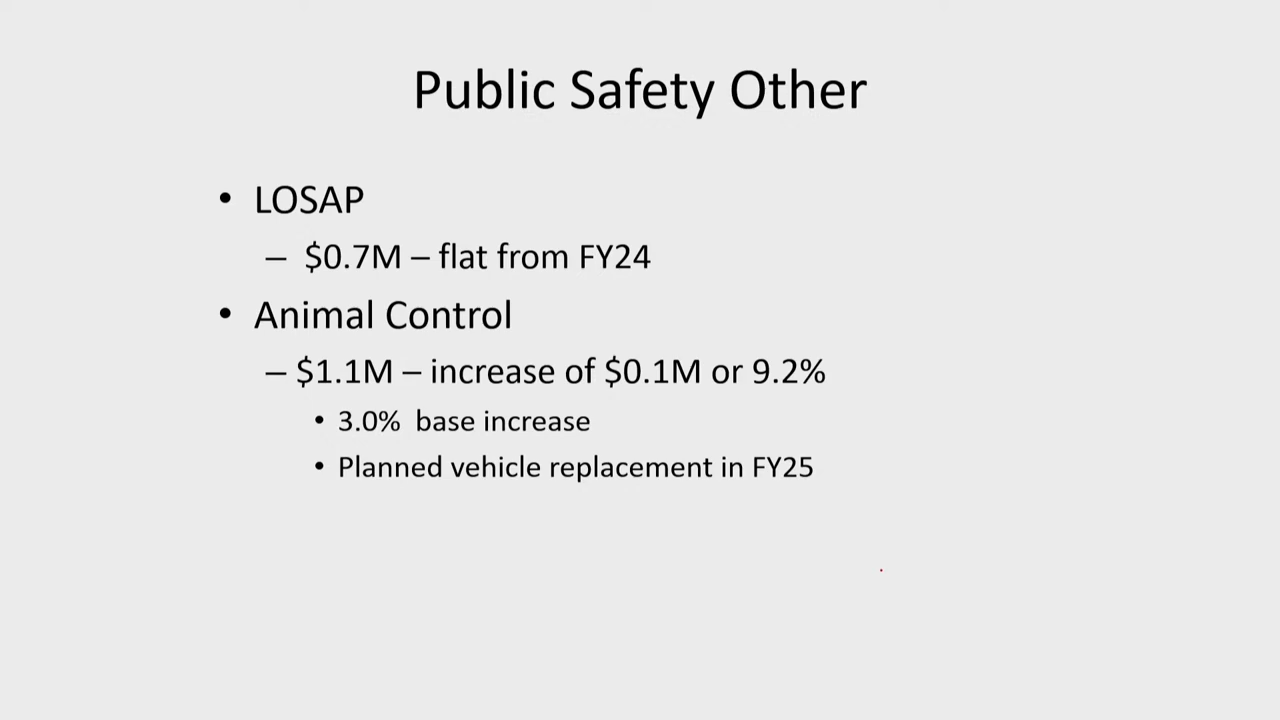 Public Safety Other
• LOSAP
– $0.7M – flat from FY24
• Animal Control
– $1.1M – increase of $0.1M or 9.2%
• 3.0% base increase
• Planned vehicle replacement in FY25